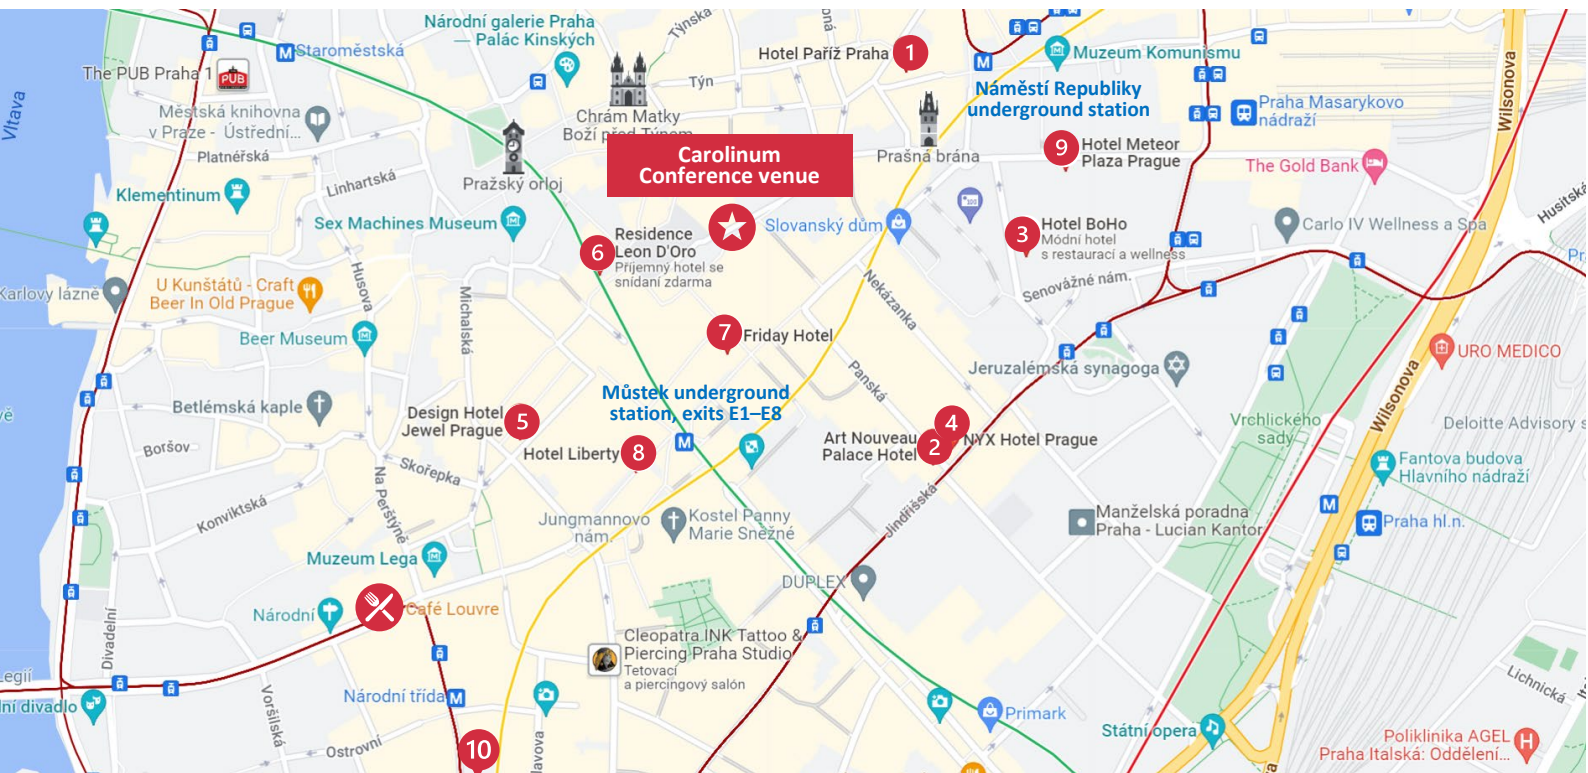 Národní galerie Praha
— Palác Kinských
Týnská
Hotel Paříž Praha
1
M
Muzeum Komunismu
Wilsonova
M
Staroměstská
The PUB Praha 1
PUB
Týn
Náměstí Republiky
underground station
Praha Masarykovo
nádraží
Vltava
Městská knihovna
v Praze - Ústřední...
Chrám Matky
Boží před Týnem
Platnéřská
Carolinum
Conference venue
Prašná brána
9
Hotel Meteor
Plaza Prague
The Gold Bank
Linhartská
Pražský orloj
Klementinum
Husitská
Sex Machines Museum
Slovanský dům
Hotel BoHo
3
Módní hotel
s restaurací a wellness
Carlo IV Wellness a Spa
6
Residence
Leon D'Oro
Příjemný hotel se
snídaní zdarma
Senovážné nám.
Karlovy lázně
U Kunštátů - Craft
Beer In Old Prague
Husova
Michalská
Nekázanka
Beer Museum
7
Friday Hotel
URO MEDICO
Jeruzalémská synagoga
Panská
Wilsonova
Můstek underground
station, exits E1–E8
Betlémská kaple
Design Hotel
Jewel Prague
5
Vrchlického
sady
Deloitte Advisory s
Boršov
M
Hotel Liberty
8
4
NYX Hotel Prague
Art Nouveau
Palace Hotel
2
Skořepka
Na Perštýně
Fantova budova
Hlavního nádraží
Konviktská
Jindřišská
Jungmannovo
nám.
Kostel Panny
Marie Sněžné
Manželská poradna
Praha - Lucian Kantor
M
Praha hl.n.
Muzeum Lega
DUPLEX
Národní
Café Louvre
Divadelní
Cleopatra INK Tattoo &
Piercing Praha Studio
Tetovací
a piercingový salón
Legií
Lichnická
ní divadlo
Voršilská
Národní třída
M
Primark
Státní opera
Ostrovní
10
lavova
Poliklinika AGEL
Praha Italská: Oddělení...
H